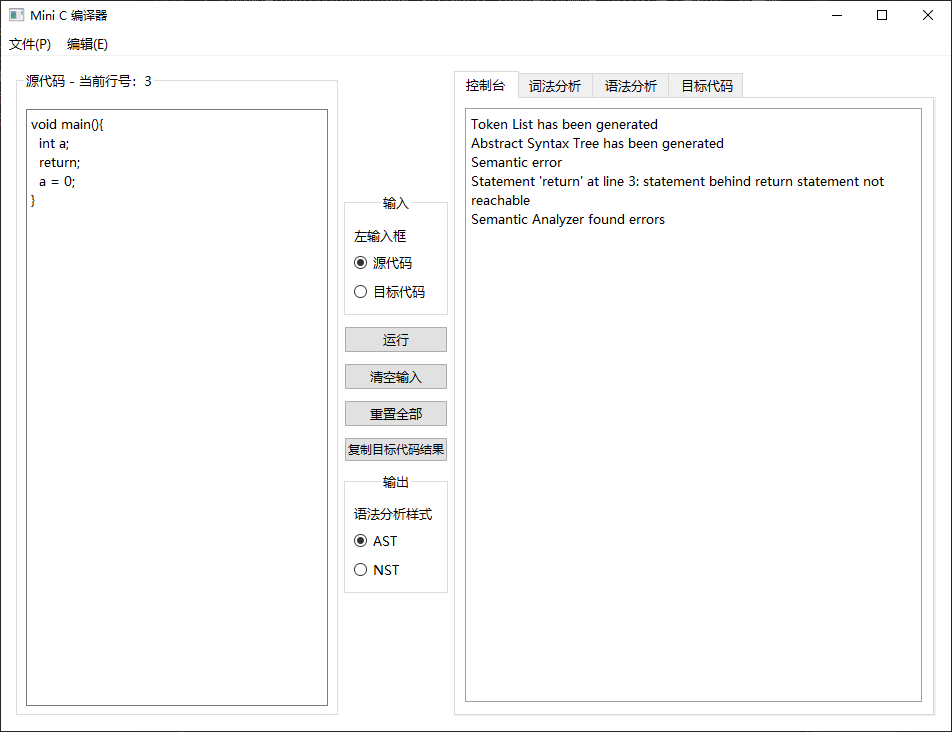 Mini C 编译器
文件(P) 编辑(E)
源代码 - 当前行号：3
void main(){
int a;
return;
a = 0;
}
输入
左输入框
源代码
目标代码
运行
清空输入
重置全部
复制目标代码结果
输出
语法分析样式
AST
NST
控制台 词法分析 语法分析 目标代码
Token List has been generated
Abstract Syntax Tree has been generated
Semantic error
Statement 'return' at line 3: statement behind return statement not
reachable
Semantic Analyzer found errors